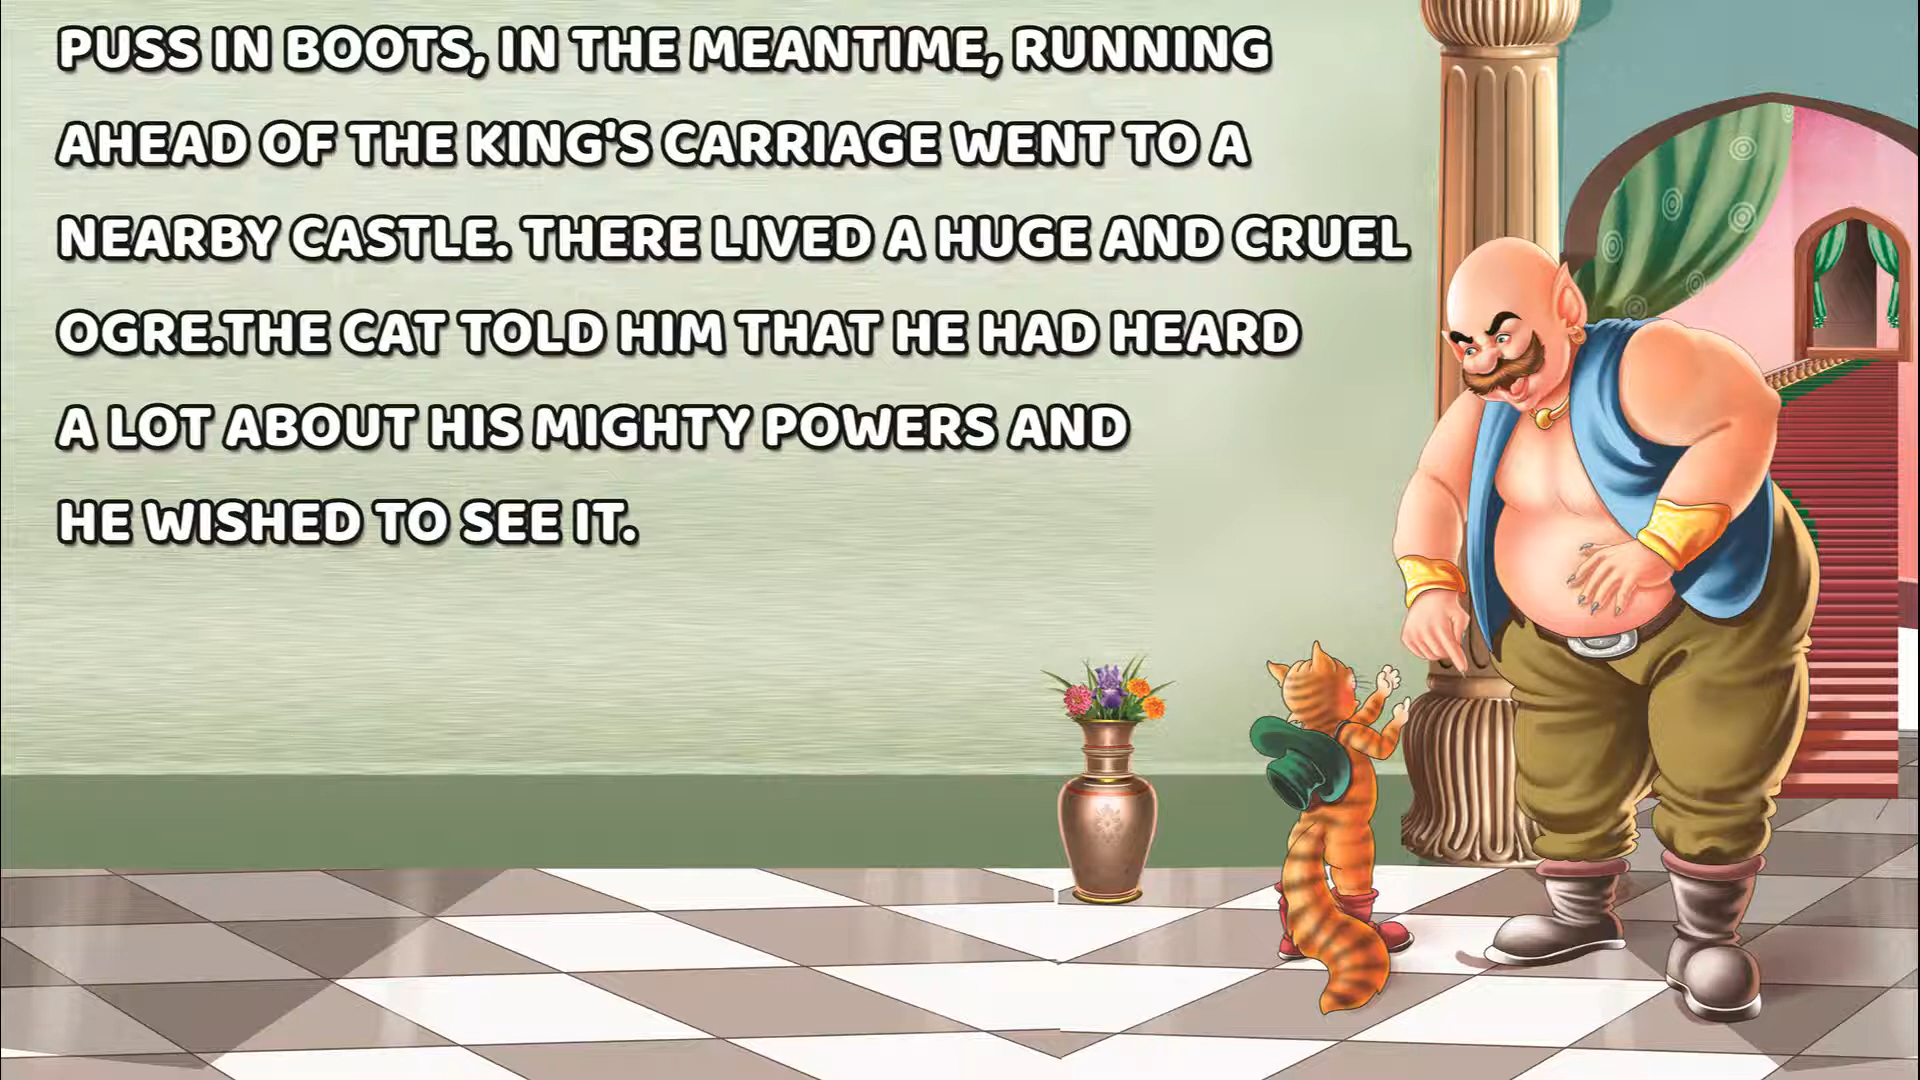 PUSS IN BOOTS, IN THE MEANTIME, RUNNING
AHEAD OF THE KING'S CARRIAGE WENT TO A
NEARBY CASTLE. THERE LIVED A HUGE AND CRUEL
OGRE.THE CAT TOLD HIM THAT HE HAD HEARD
A LOT ABOUT HIS MIGHTY POWERS AND
HE WISHED TO SEE IT.